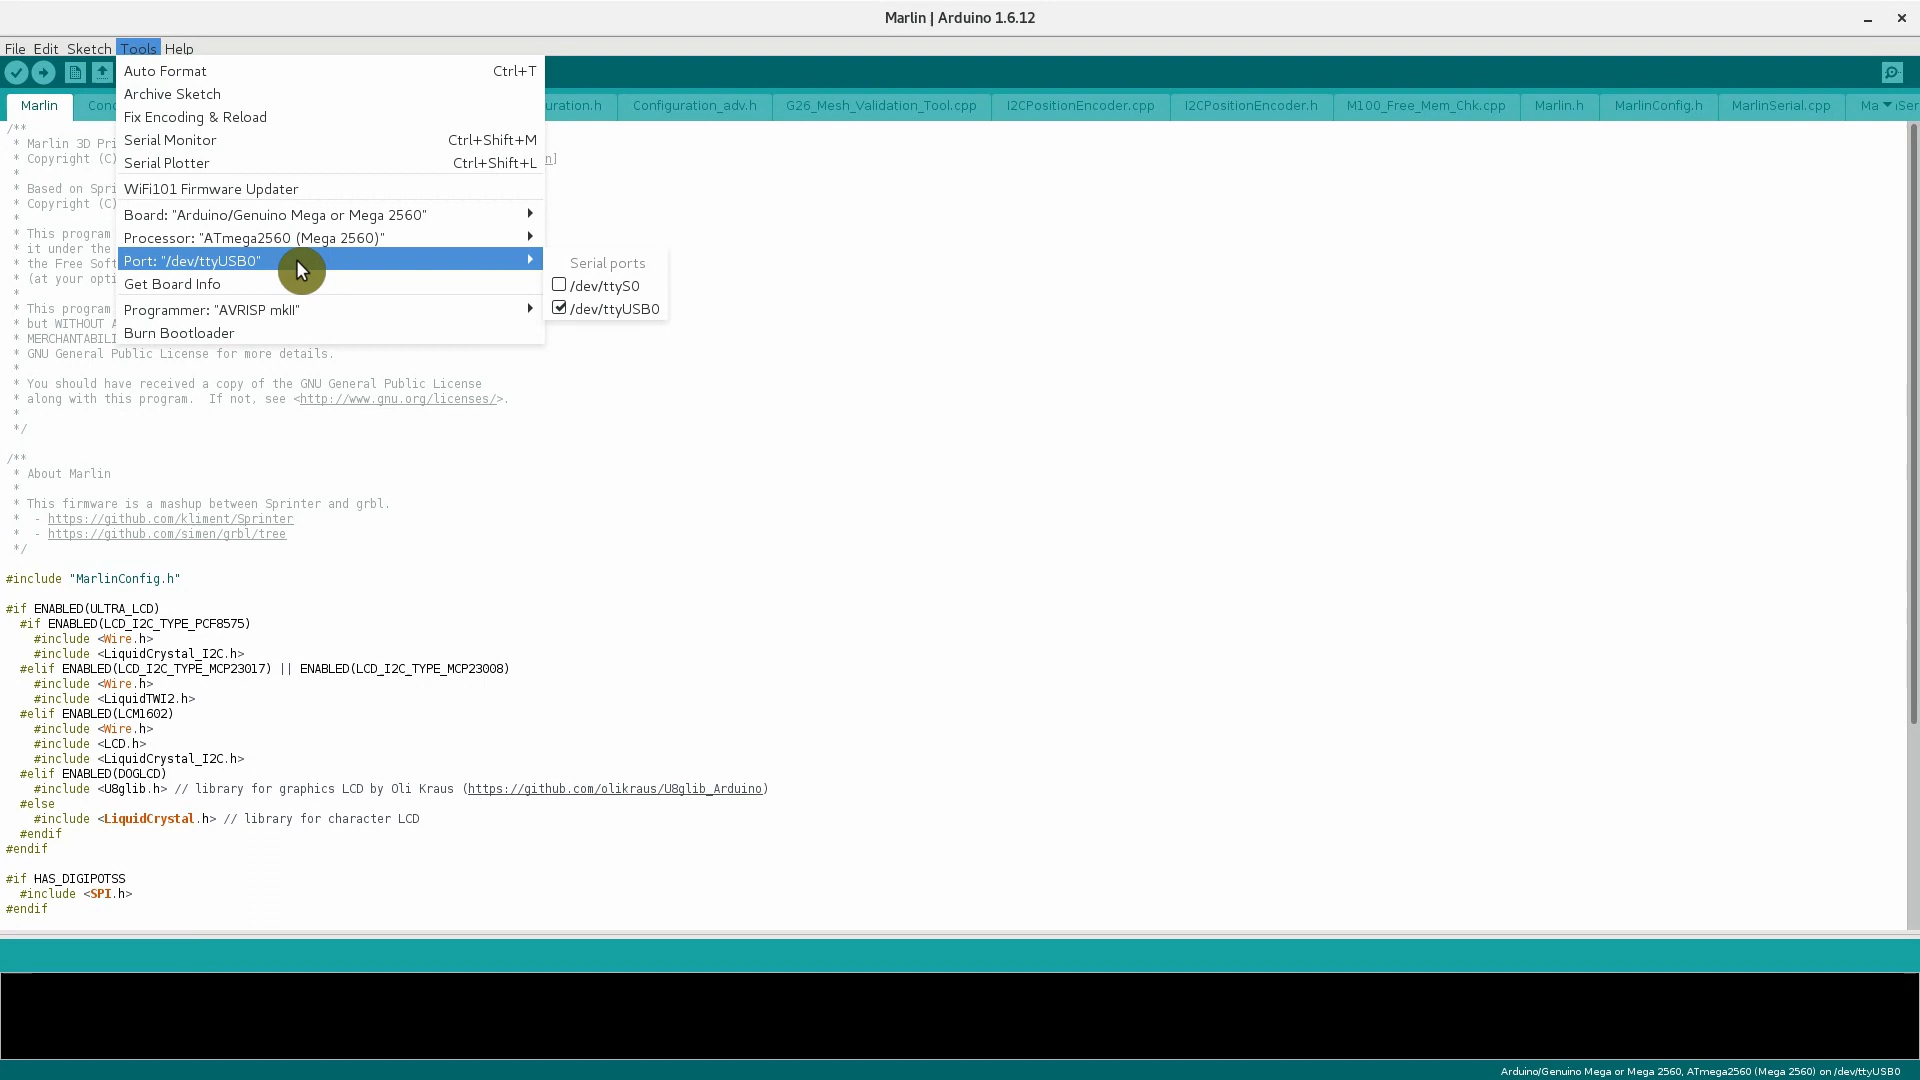 Marlin | Arduino 1.6.12
File Edit Sketch Tools Help
Auto Format Ctrl+T
Archive Sketch
Fix Encoding & Reload
Serial Monitor Ctrl+Shift+M
Serial Plotter Ctrl+Shift+L
WiFi101 Firmware Updater
Board: "Arduino/Genuino Mega or Mega 2560"
Processor: "ATmega2560 (Mega 2560)"
Port: "/dev/ttyUSB0"
Get Board Info
Programmer: "AVRISP mkII"
Burn Bootloader
Serial ports
/dev/ttyS0
/dev/ttyUSB0
Marlin Conc uration.h Configuration_adv.h G26_Mesh_Validation_Tool.cpp I2CPositionEncoder.cpp I2CPositionEncoder.h M100_Free_Mem_Chk.cpp Marlin.h MarlinConfig.h MarlinSerial.cpp Ma
/**
* Marlin 3D Pri
* Copyright (C) n]
*
* Based on Spri
* Copyright (C)
*
* This program
* it under the
* the Free Soft
* (at your opti
*
* This program
* but WITHOUT A
* MERCHANTABILI
* GNU General Public License for more details.
*
* You should have received a copy of the GNU General Public License
* along with this program.  If not, see <http://www.gnu.org/licenses/>.
*
*/
/**
* About Marlin
*
* This firmware is a mashup between Sprinter and grbl.
*  - https://github.com/kliment/Sprinter
*  - https://github.com/simen/grbl/tree
*/
#include "MarlinConfig.h"
#if ENABLED(ULTRA_LCD)
#if ENABLED(LCD_I2C_TYPE_PCF8575)
#include <Wire.h>
#include <LiquidCrystal_I2C.h>
#elif ENABLED(LCD_I2C_TYPE_MCP23017) || ENABLED(LCD_I2C_TYPE_MCP23008)
#include <Wire.h>
#include <LiquidTWI2.h>
#elif ENABLED(LCM1602)
#include <Wire.h>
#include <LCD.h>
#include <LiquidCrystal_I2C.h>
#elif ENABLED(DOGLCD)
#include <U8glib.h> // library for graphics LCD by Oli Kraus (https://github.com/olikraus/U8glib_Arduino)
#else
#include <LiquidCrystal.h> // library for character LCD
#endif
#endif
#if HAS_DIGIPOTSS
#include <SPI.h>
#endif
Arduino/Genuino Mega or Mega 2560, ATmega2560 (Mega 2560) on /dev/ttyUSB0